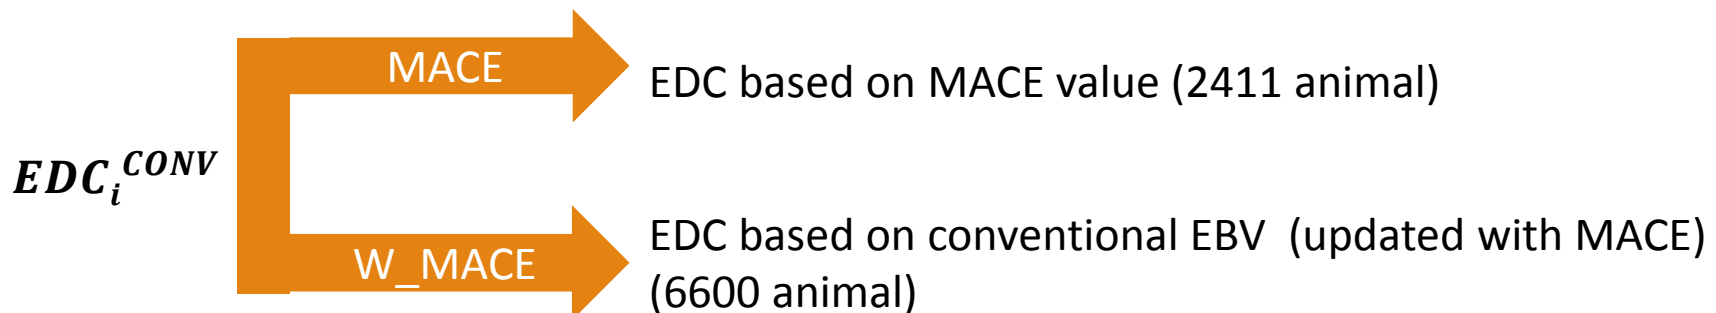 MACE
EDC based on MACE value (2411 animal)
EDCᵢ^CONV
W_MACE
EDC based on conventional EBV (updated with MACE)
(6600 animal)